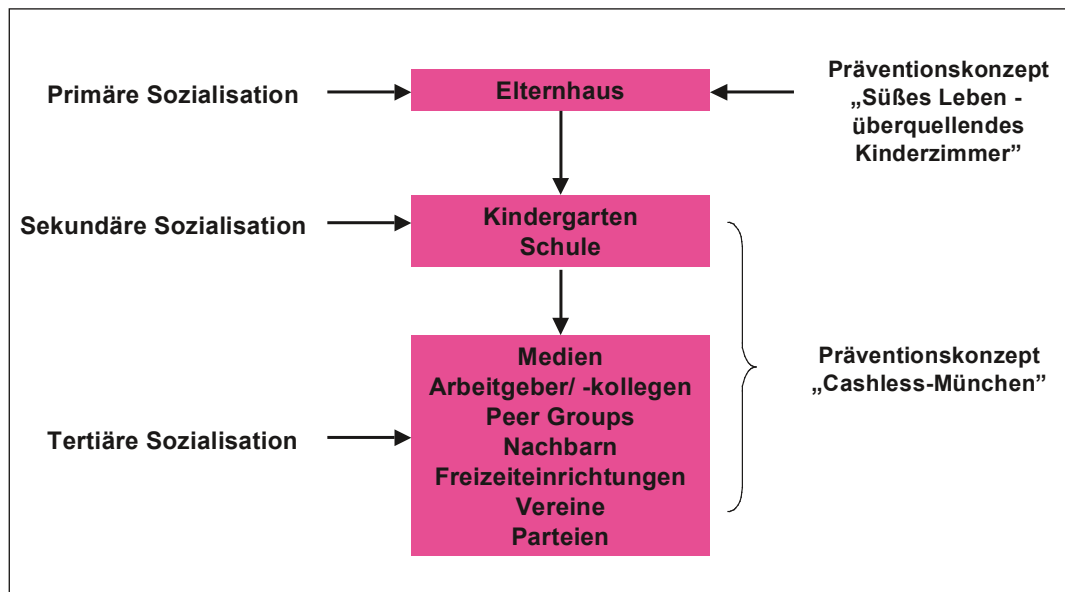 Primäre Sozialisation
Elternhaus
Präventionskonzept
„Süßes Leben -
überquellendes
Kinderzimmer”
Sekundäre Sozialisation
Kindergarten
Schule
Tertiäre Sozialisation
Medien
Arbeitgeber/ -kollegen
Peer Groups
Nachbarn
Freizeiteinrichtungen
Vereine
Parteien
Präventionskonzept
„Cashless-München”